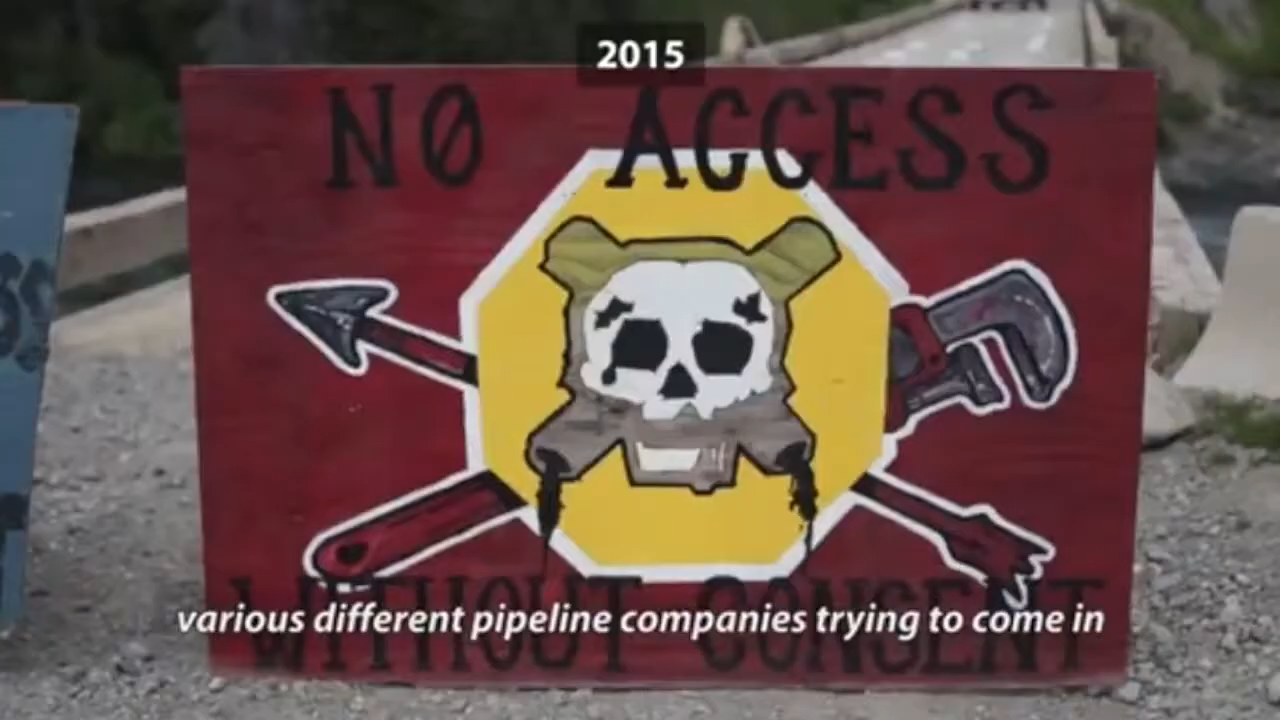 2015
NO ACCESS
WITHOUT CONSENT
various different pipeline companies trying to come in